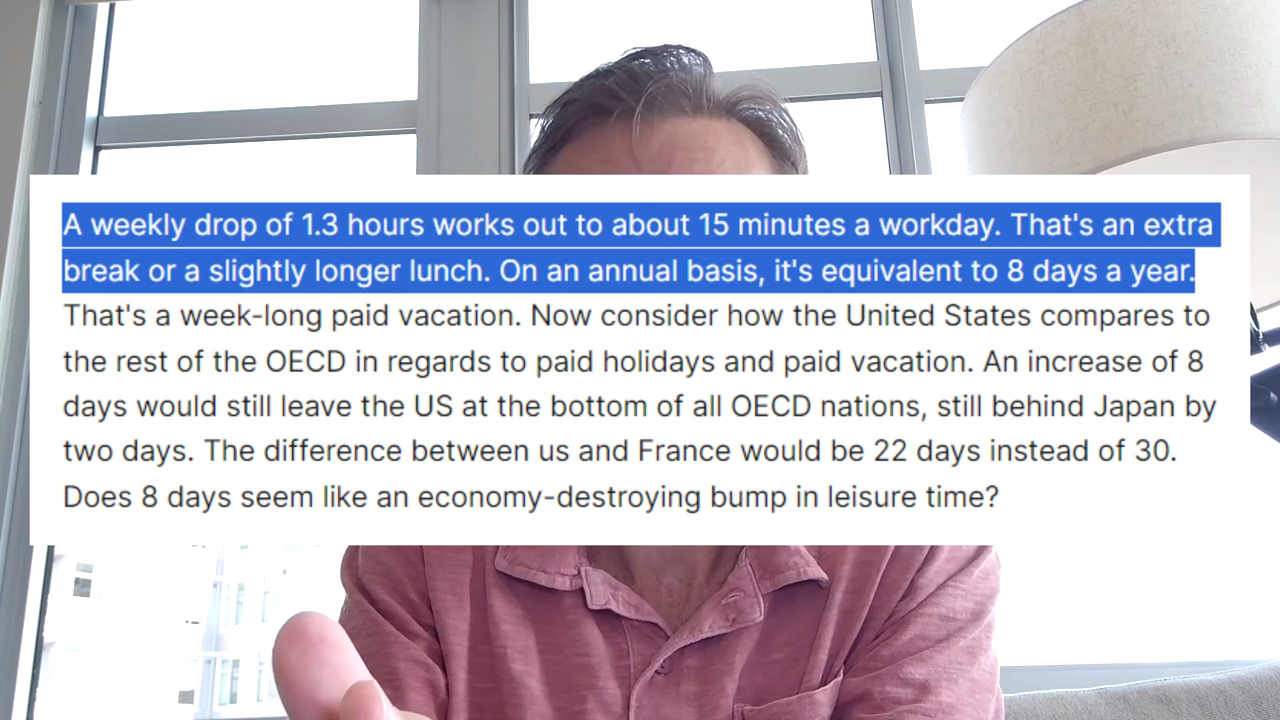 A weekly drop of 1.3 hours works out to about 15 minutes a workday. That's an extra
break or a slightly longer lunch. On an annual basis, it's equivalent to 8 days a year.
That's a week-long paid vacation. Now consider how the United States compares to
the rest of the OECD in regards to paid holidays and paid vacation. An increase of 8
days would still leave the US at the bottom of all OECD nations, still behind Japan by
two days. The difference between us and France would be 22 days instead of 30.
Does 8 days seem like an economy-destroying bump in leisure time?